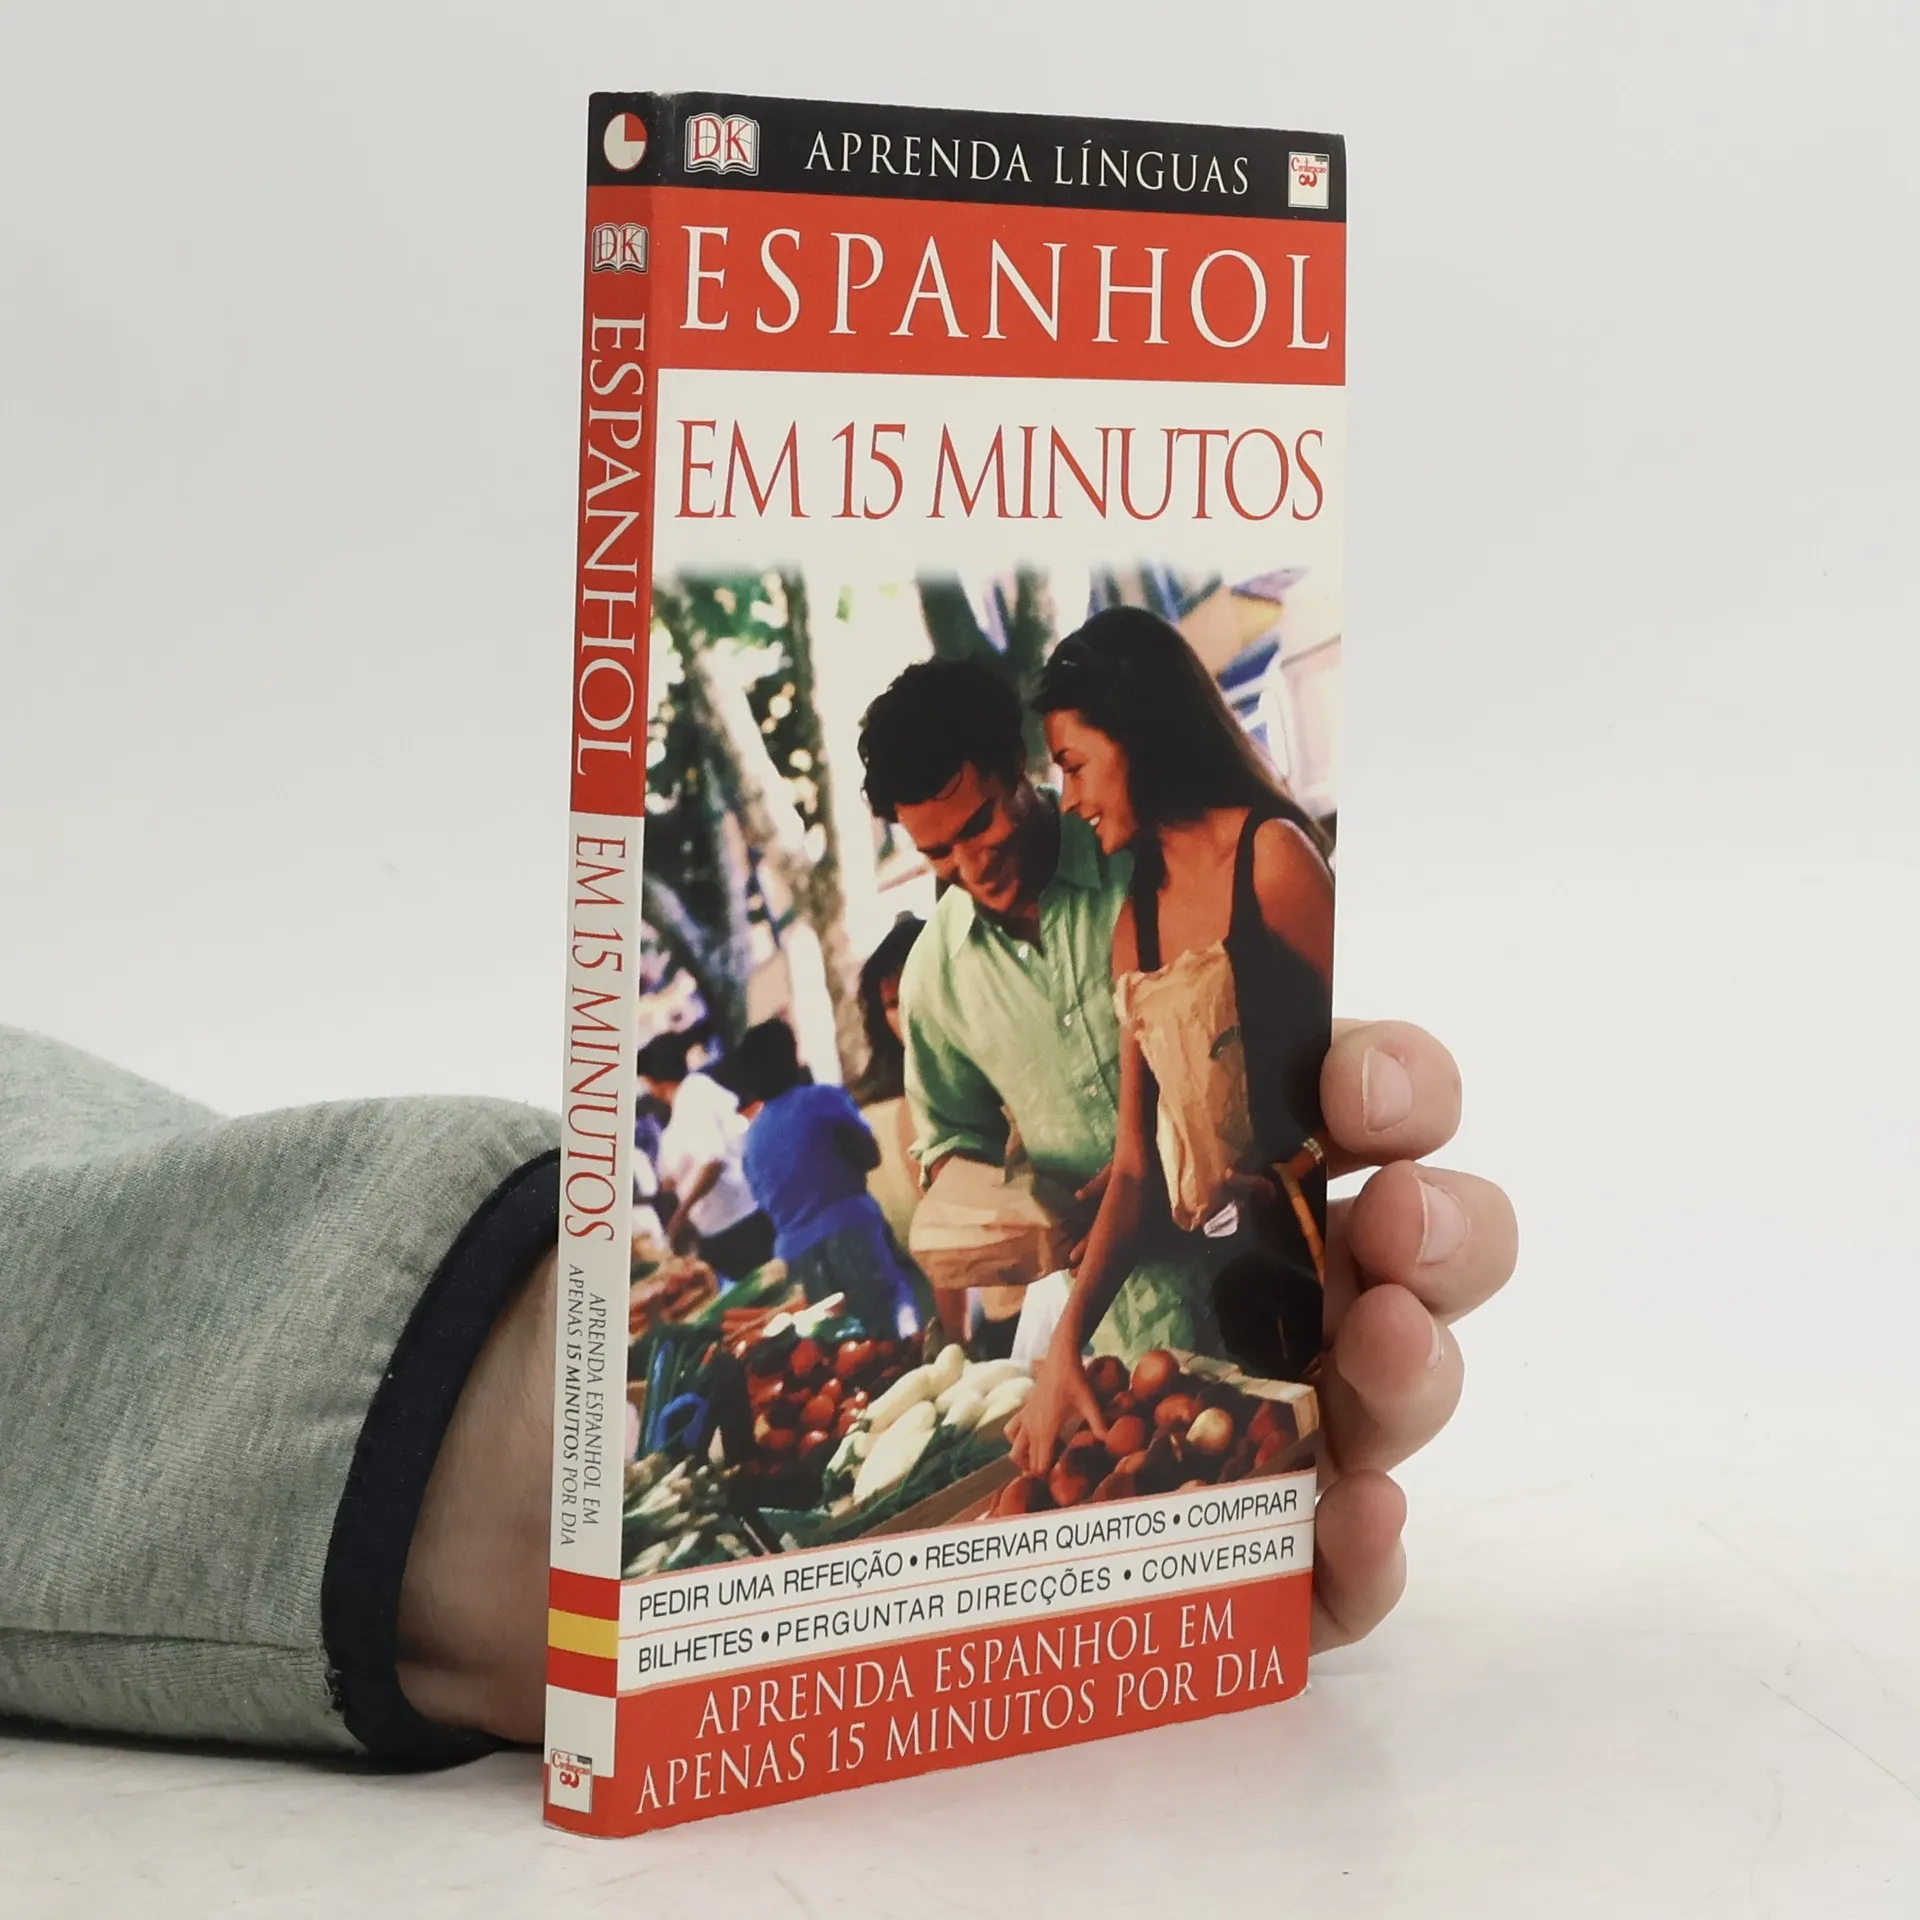 DK
APRENDA LÍNGUAS
Civilização
ESPANHOL
EM 15 MINUTOS
PEDIR UMA REFEIÇÃO • RESERVAR QUARTOS • COMPRAR
BILHETES • PERGUNTAR DIRECÇÕES • CONVERSAR
APRENDA ESPANHOL EM
APENAS 15 MINUTOS POR DIA
DK
ESPANHOL
EM 15 MINUTOS
APRENDA ESPANHOL EM
APENAS 15 MINUTOS POR DIA
Civilização